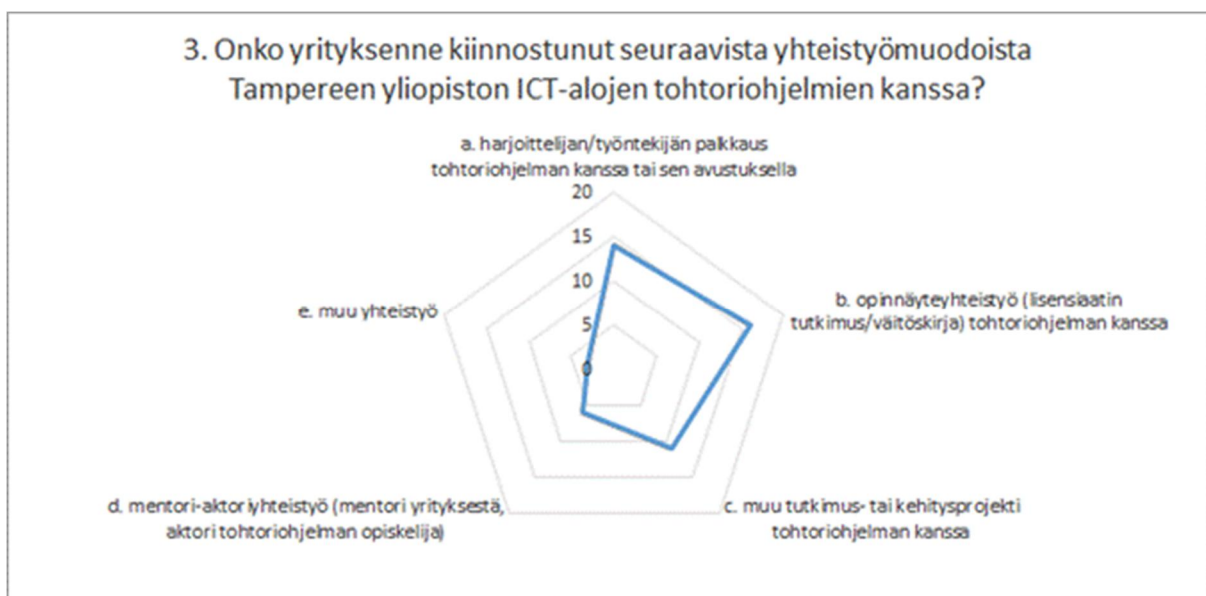 3. Onko yrityksenne kiinnostunut seuraavista yhteistyömuodoista
Tampereen yliopiston ICT-alojen tohtoriohjelmien kanssa?
a. harjoittelijan/työntekijän palkkaus
tohtoriohjelman kanssa tai sen avustuksella
20
15
10
5
0
b. opinnäyteyhteistyö (lisensiaatin
tutkimus/väitöskirja) tohtoriohjelman kanssa
c. muu tutkimus- tai kehitysprojekti
tohtoriohjelman kanssa
d. mentori-aktoriyhteistyö (mentori yrityksestä,
aktori tohtoriohjelman opiskelija)
e. muu yhteistyö